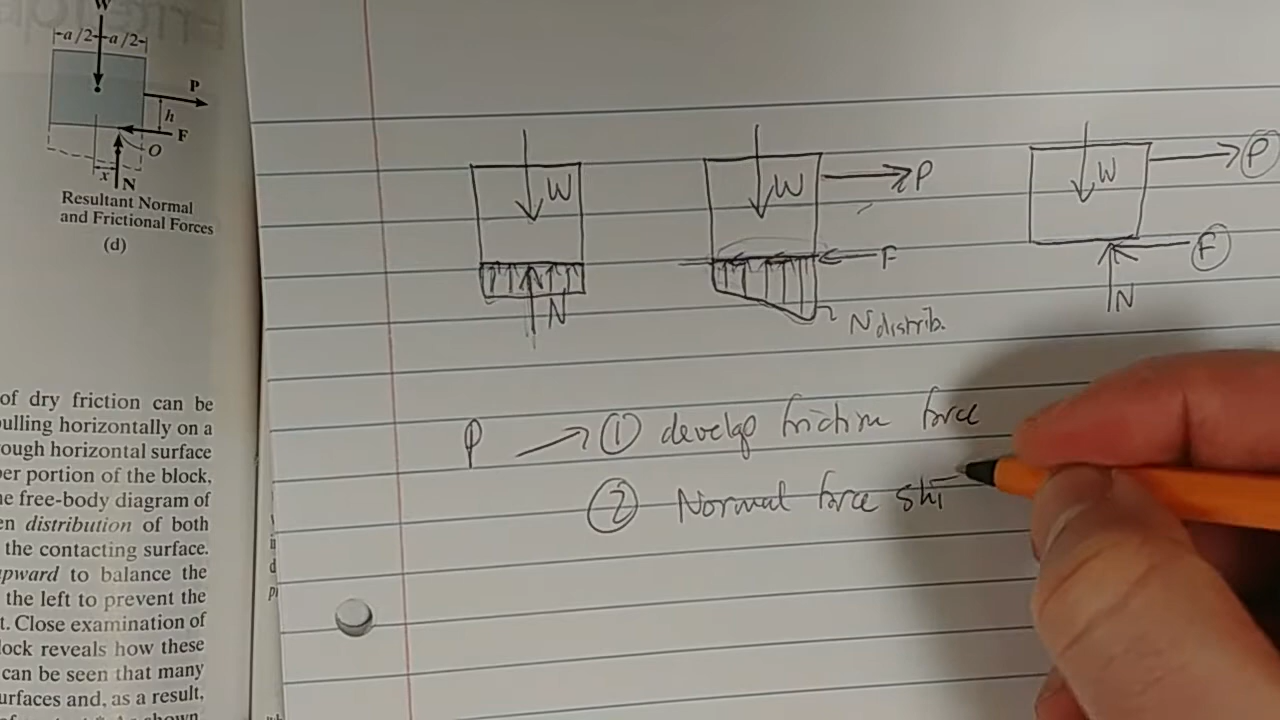 W
a/2
a/2
P
h
F
O
x
N
Resultant Normal
and Frictional Forces
(d)
of dry friction can be
pulling horizontally on a
rough horizontal surface
per portion of the block,
free-body diagram of
en distribution of both
the contacting surface.
upward to balance the
the left to prevent the
t. Close examination of
lock reveals how these
can be seen that many
urfaces and, as a result,
W
N
W
P
F
N distrib.
W
P
F
N
P → ① develop friction force
② Normal force shi